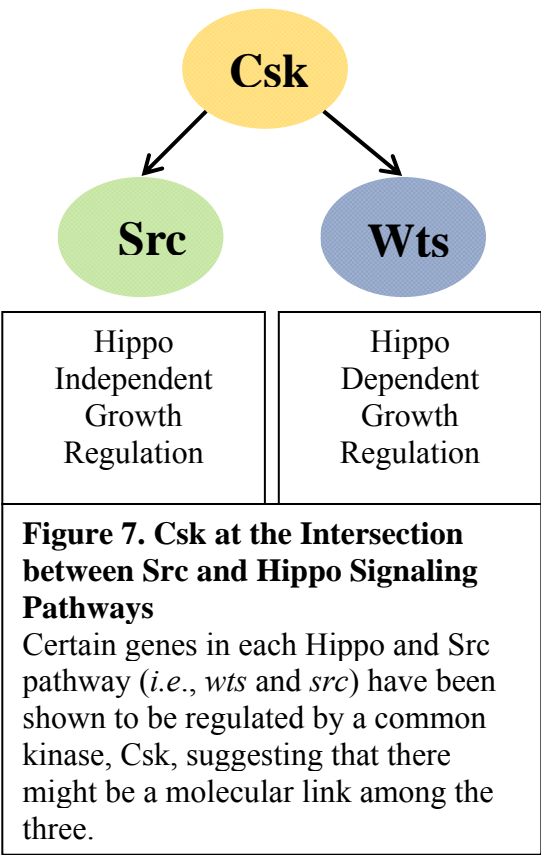 Csk
Src
Wts
Hippo
Independent
Growth
Regulation
Hippo
Dependent
Growth
Regulation
Figure 7. Csk at the Intersection
between Src and Hippo Signaling
Pathways
Certain genes in each Hippo and Src
pathway (i.e., wts and src) have been
shown to be regulated by a common
kinase, Csk, suggesting that there
might be a molecular link among the
three.